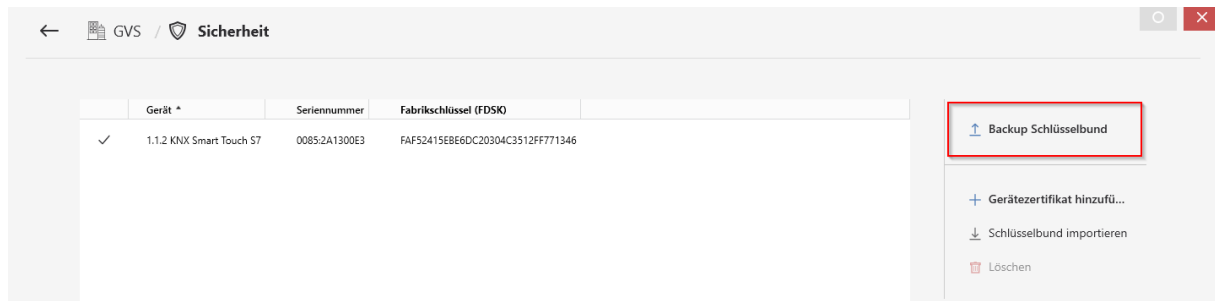 GVS / Sicherheit
Gerät Seriennummer Fabrikschlüssel (FDSK)
1.1.2 KNX Smart Touch S7 0085:2A1300E3 FAF52415EBE6DC20304C3512FF771346
Backup Schlüsselbund
Gerätezertifikat hinzufü...
Schlüsselbund importieren
Löschen